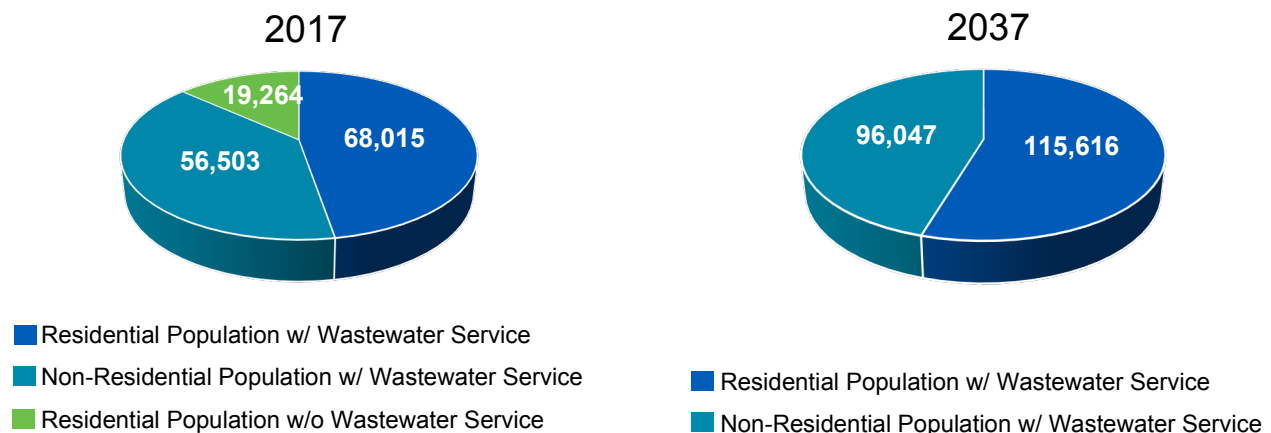 2017
19,264
68,015
56,503
Residential Population w/ Wastewater Service
Non-Residential Population w/ Wastewater Service
Residential Population w/o Wastewater Service
2037
96,047
115,616
Residential Population w/ Wastewater Service
Non-Residential Population w/ Wastewater Service